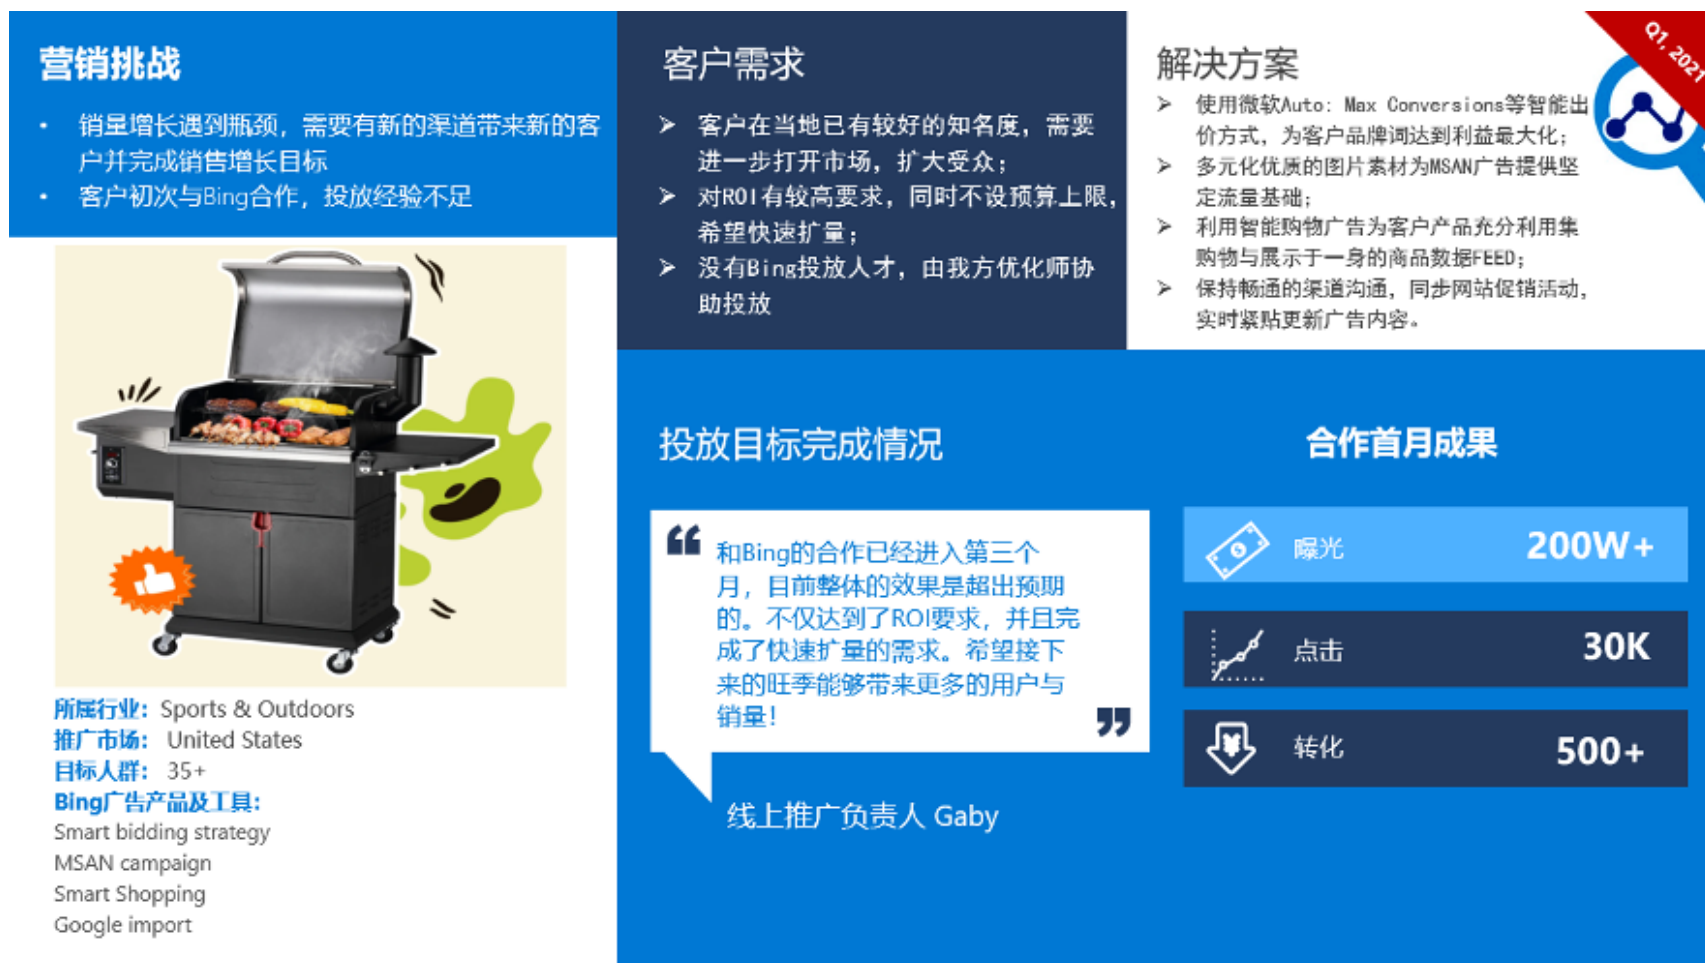 营销挑战
• 销量增长遇到瓶颈，需要有新的渠道带来新的客
户并完成销售增长目标
• 客户初次与Bing合作，投放经验不足
所属行业：Sports & Outdoors
推广市场： United States
目标人群： 35+
Bing广告产品及工具：
Smart bidding strategy
MSAN campaign
Smart Shopping
Google import
客户需求
➢ 客户在当地已有较好的知名度，需要
进一步打开市场，扩大受众；
➢ 对ROI有较高要求，同时不设预算上限，
希望快速扩量；
➢ 没有Bing投放人才，由我方优化师协
助投放
解决方案
➢ 使用微软Auto: Max Conversions等智能出
价方式，为客户品牌词达到利益最大化；
➢ 多元化优质的图片素材为MSAN广告提供坚
定流量基础；
➢ 利用智能购物广告为客户产品充分利用集
购物与展示于一身的商品数据FEED；
➢ 保持畅通的渠道沟通，同步网站促销活动，
实时紧贴更新广告内容。
Q1, 2021
投放目标完成情况
“ 和Bing的合作已经进入第三个
月，目前整体的效果是超出预期
的。不仅达到了ROI要求，并且完
成了快速扩量的需求。希望接下
来的旺季能够带来更多的用户与
销量！ ”
线上推广负责人 Gaby
合作首月成果
曝光 200W+
点击 30K
转化 500+